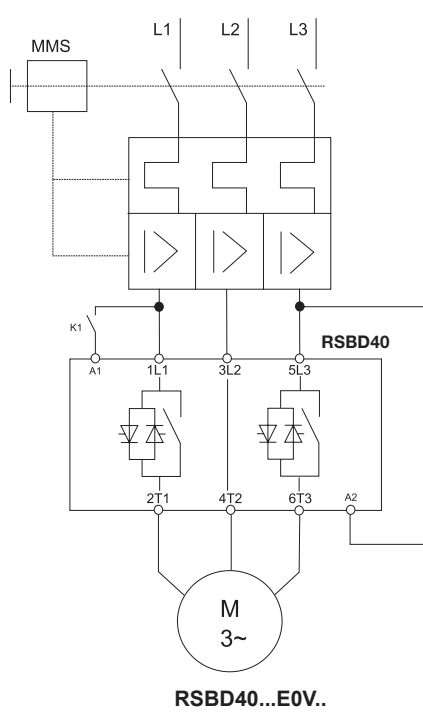 L1 L2 L3
MMS
K1
RSBD40
A1 1L1 3L2 5L3
2T1 4T2 6T3 A2
M
3~
RSBD40...E0V..